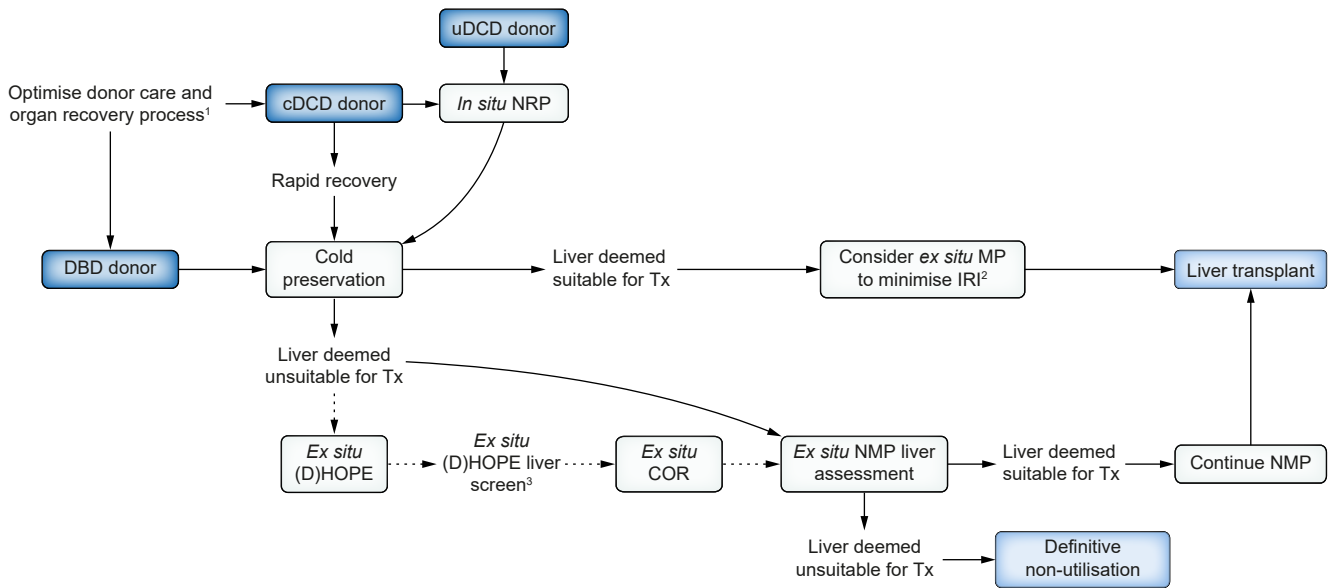 uDCD donor
Optimise donor care and
organ recovery process¹
cDCD donor
In situ NRP
Rapid recovery
DBD donor
Cold
preservation
Liver deemed
suitable for Tx
Consider ex situ MP
to minimise IRI²
Liver transplant
Liver deemed
unsuitable for Tx
Ex situ
(D)HOPE
Ex situ
(D)HOPE liver
screen³
Ex situ
COR
Ex situ NMP liver
assessment
Liver deemed
suitable for Tx
Continue NMP
Liver deemed
unsuitable for Tx
Definitive
non-utilisation